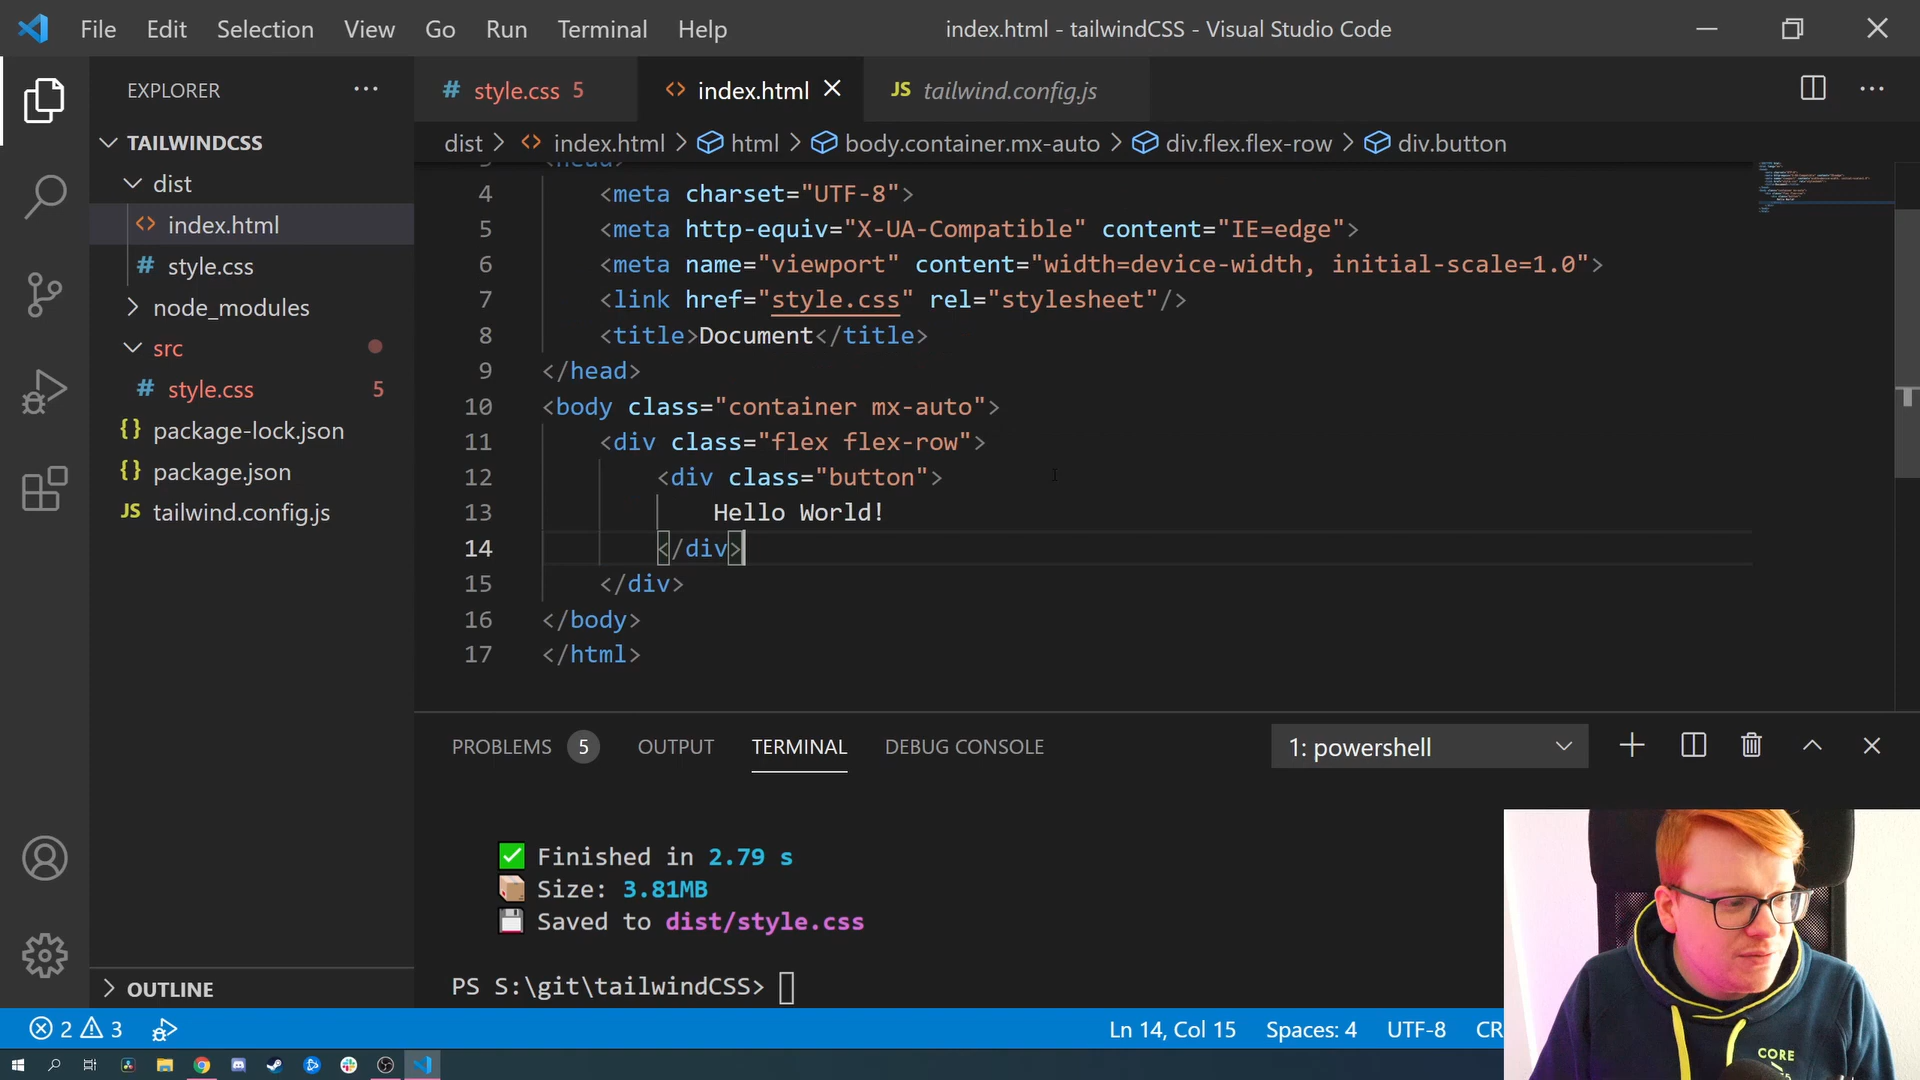 File Edit Selection View Go Run Terminal Help
index.html - tailwindCSS - Visual Studio Code
EXPLORER
TAILWINDCSS
dist
index.html
style.css
node_modules
src
style.css 5
package-lock.json
package.json
tailwind.config.js
OUTLINE
style.css 5 index.html tailwind.config.js
dist > index.html > html > body.container.mx-auto > div.flex.flex-row > div.button
<head>
4 <meta charset="UTF-8">
5 <meta http-equiv="X-UA-Compatible" content="IE=edge">
6 <meta name="viewport" content="width=device-width, initial-scale=1.0">
7 <link href="style.css" rel="stylesheet"/>
8 <title>Document</title>
9 </head>
10 <body class="container mx-auto">
11 <div class="flex flex-row">
12 <div class="button">
13 Hello World!
14 </div>
15 </div>
16 </body>
17 </html>
PROBLEMS 5 OUTPUT TERMINAL DEBUG CONSOLE
1: powershell
Finished in 2.79 s
Size: 3.81MB
Saved to dist/style.css
PS S:\git\tailwindCSS>
2 3
Ln 14, Col 15 Spaces: 4 UTF-8 CR
CORE